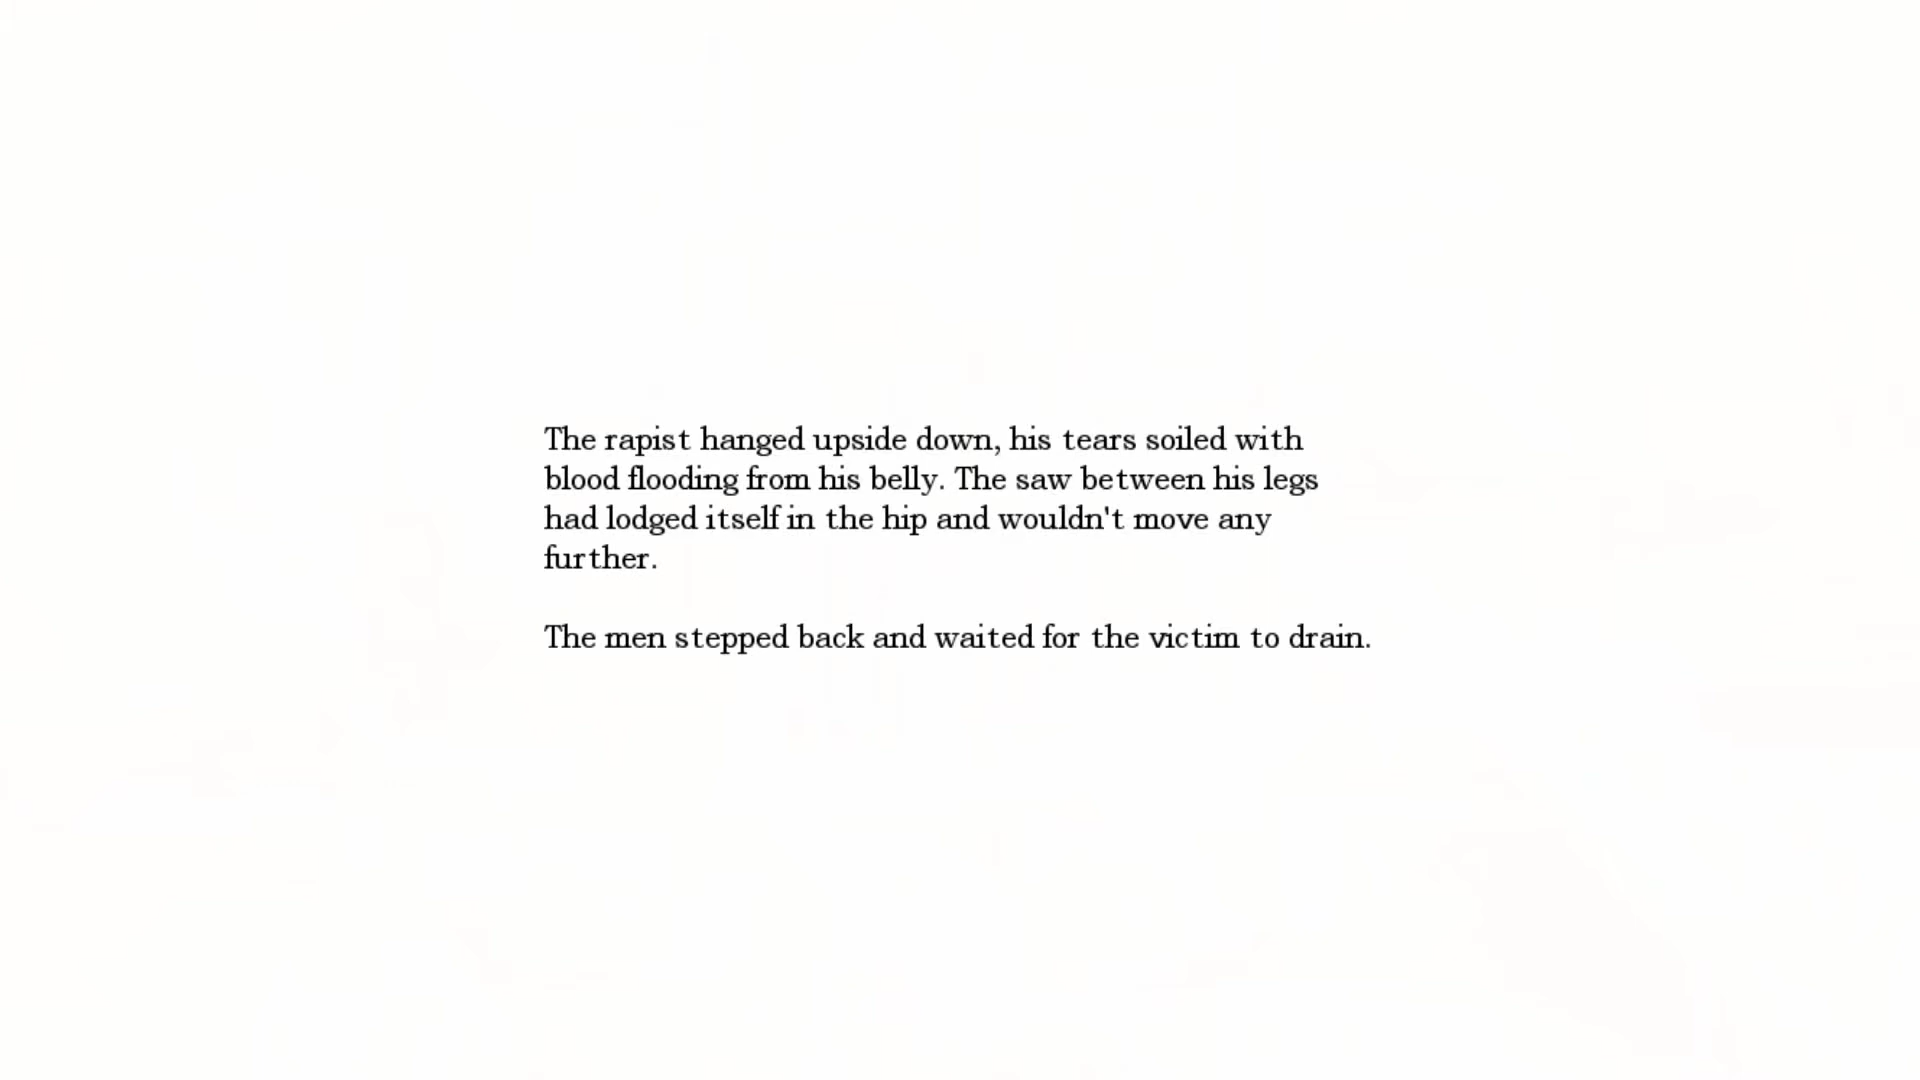 The rapist hanged upside down, his tears soiled with
blood flooding from his belly. The saw between his legs
had lodged itself in the hip and wouldn't move any
further.
The men stepped back and waited for the victim to drain.